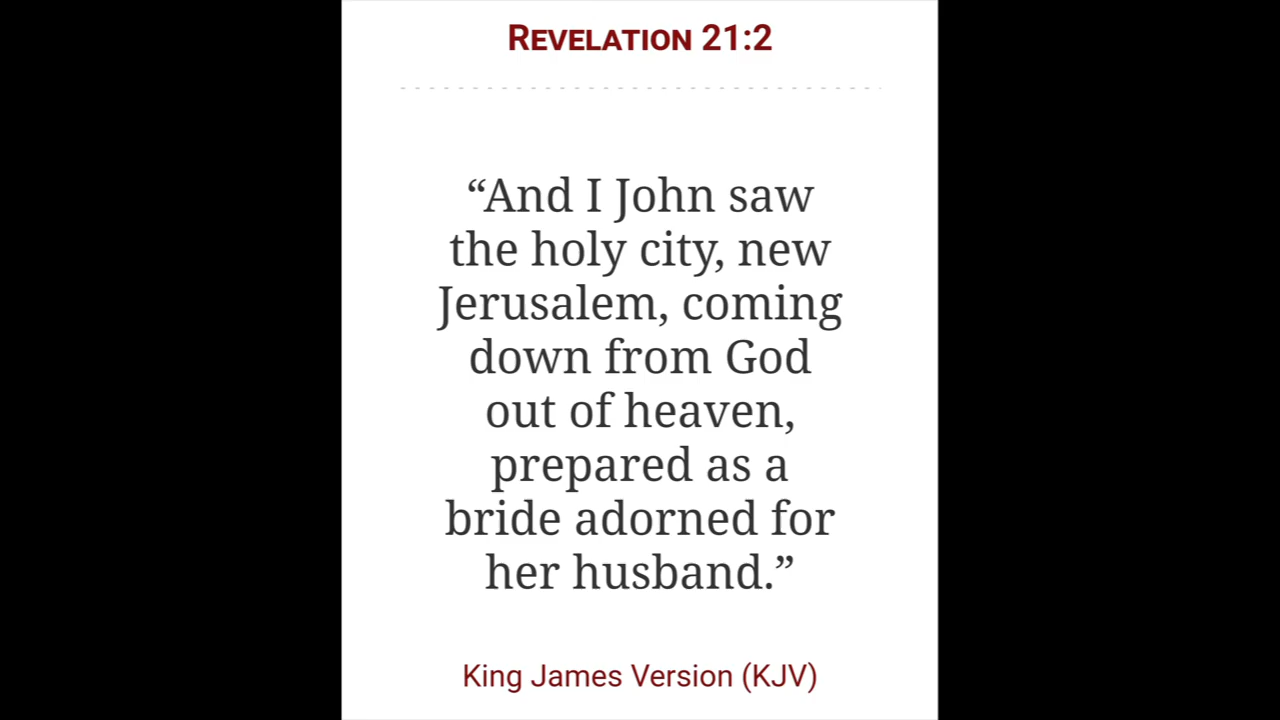 REVELATION 21:2
“And I John saw
the holy city, new
Jerusalem, coming
down from God
out of heaven,
prepared as a
bride adorned for
her husband.”
King James Version (KJV)